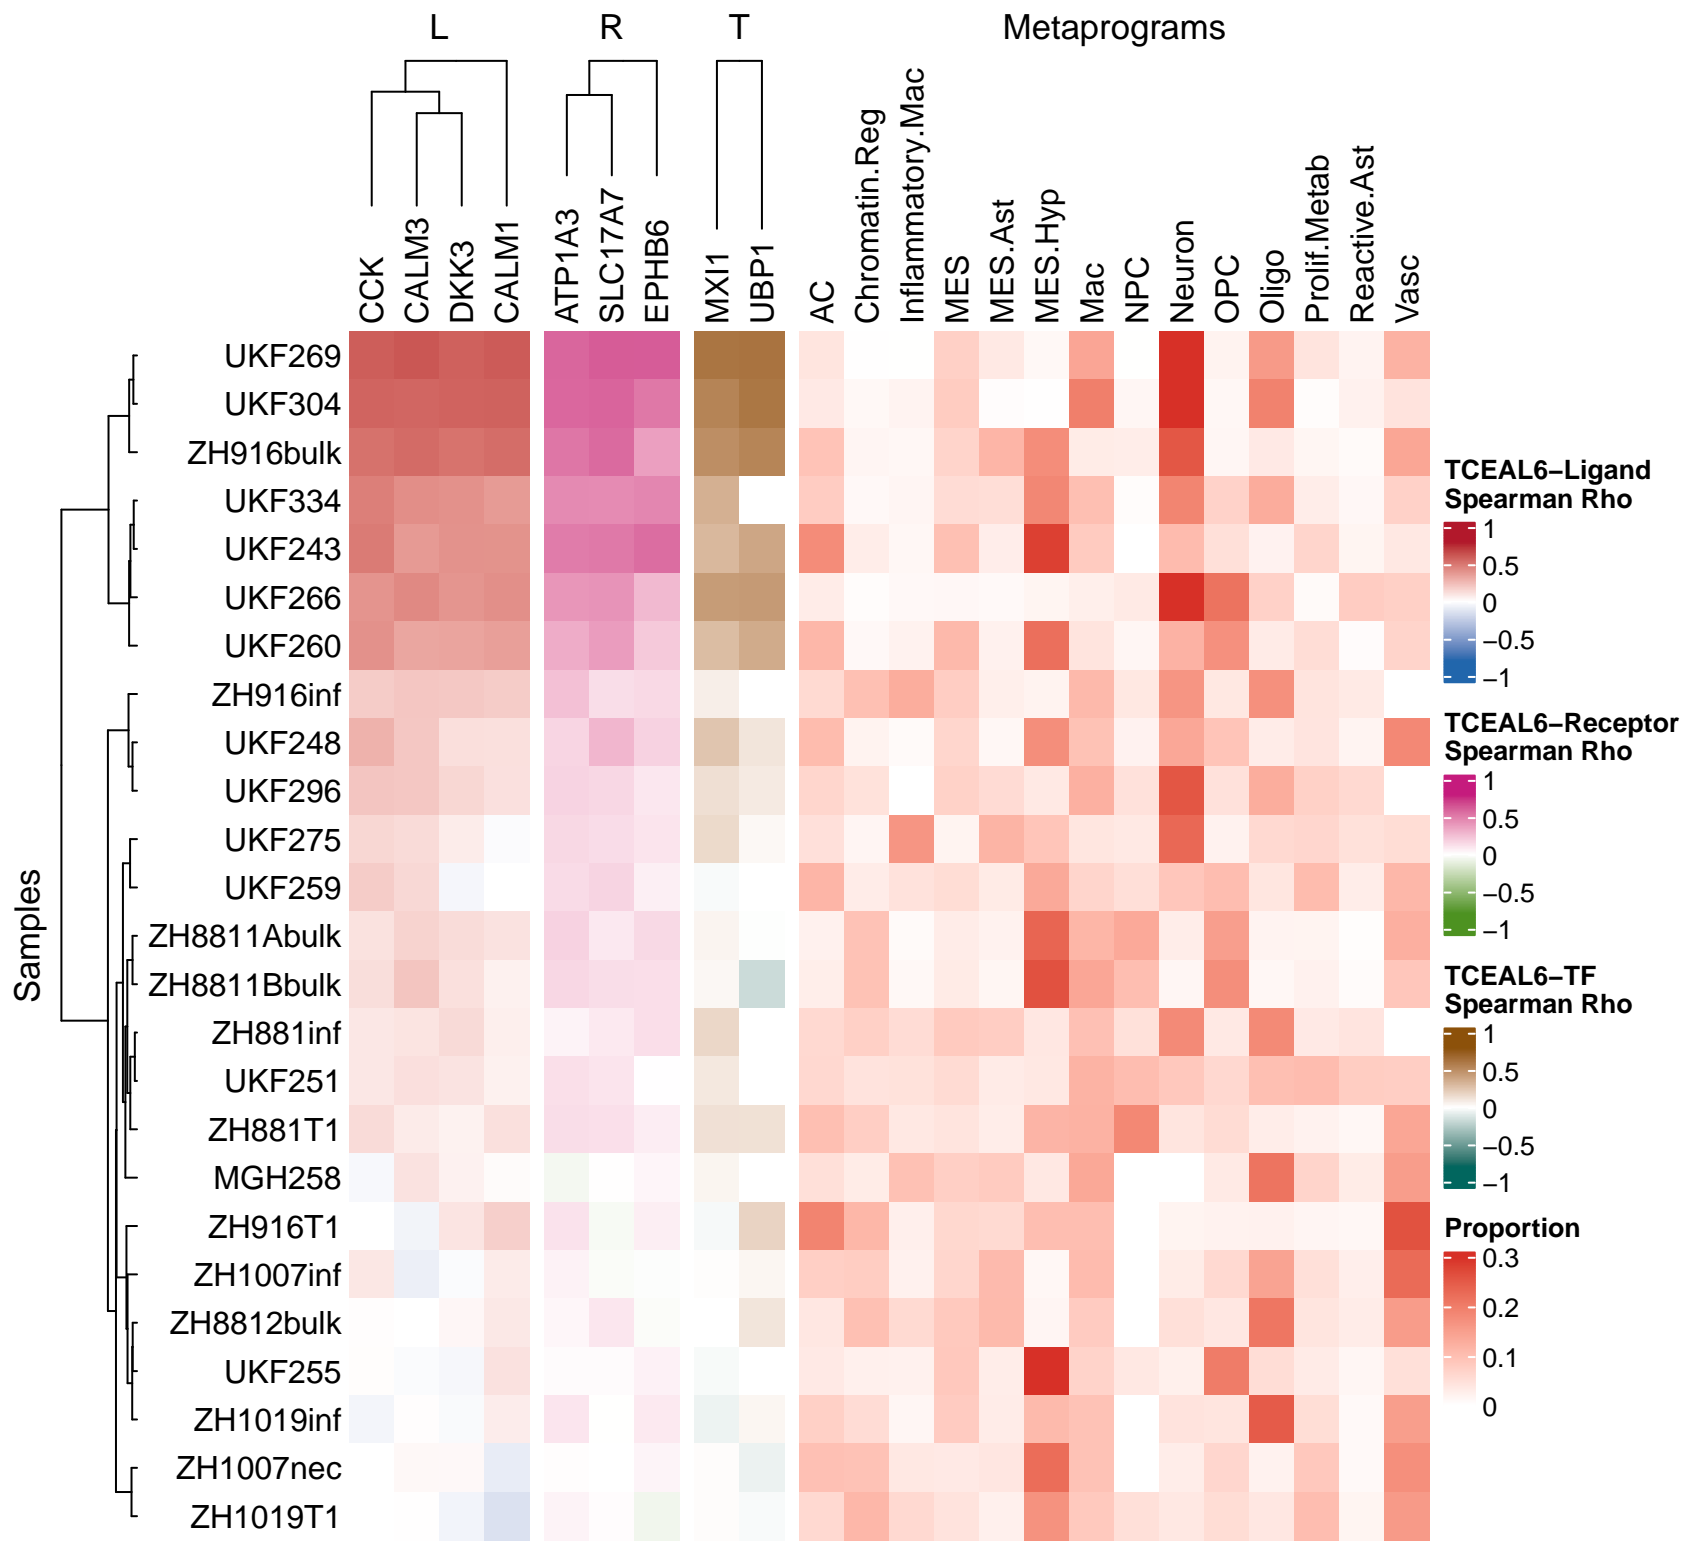 L R T Metaprograms
CCK CALM3 DKK3 CALM1 ATP1A3 SLC17A7 EPHB6 MXI1 UBP1 AC Chromatin.Reg Inflammatory.Mac MES MES.Ast MES.Hyp Mac NPC Neuron OPC Oligo Prolif.Metab Reactive.Ast Vasc
Samples
UKF269
UKF304
ZH916bulk
UKF334
UKF243
UKF266
UKF260
ZH916inf
UKF248
UKF296
UKF275
UKF259
ZH8811Abulk
ZH8811Bbulk
ZH881inf
UKF251
ZH881T1
MGH258
ZH916T1
ZH1007inf
ZH8812bulk
UKF255
ZH1019inf
ZH1007nec
ZH1019T1
TCEAL6−Ligand
Spearman Rho
1
0.5
0
−0.5
−1
TCEAL6−Receptor
Spearman Rho
1
0.5
0
−0.5
−1
TCEAL6−TF
Spearman Rho
1
0.5
0
−0.5
−1
Proportion
0.3
0.2
0.1
0